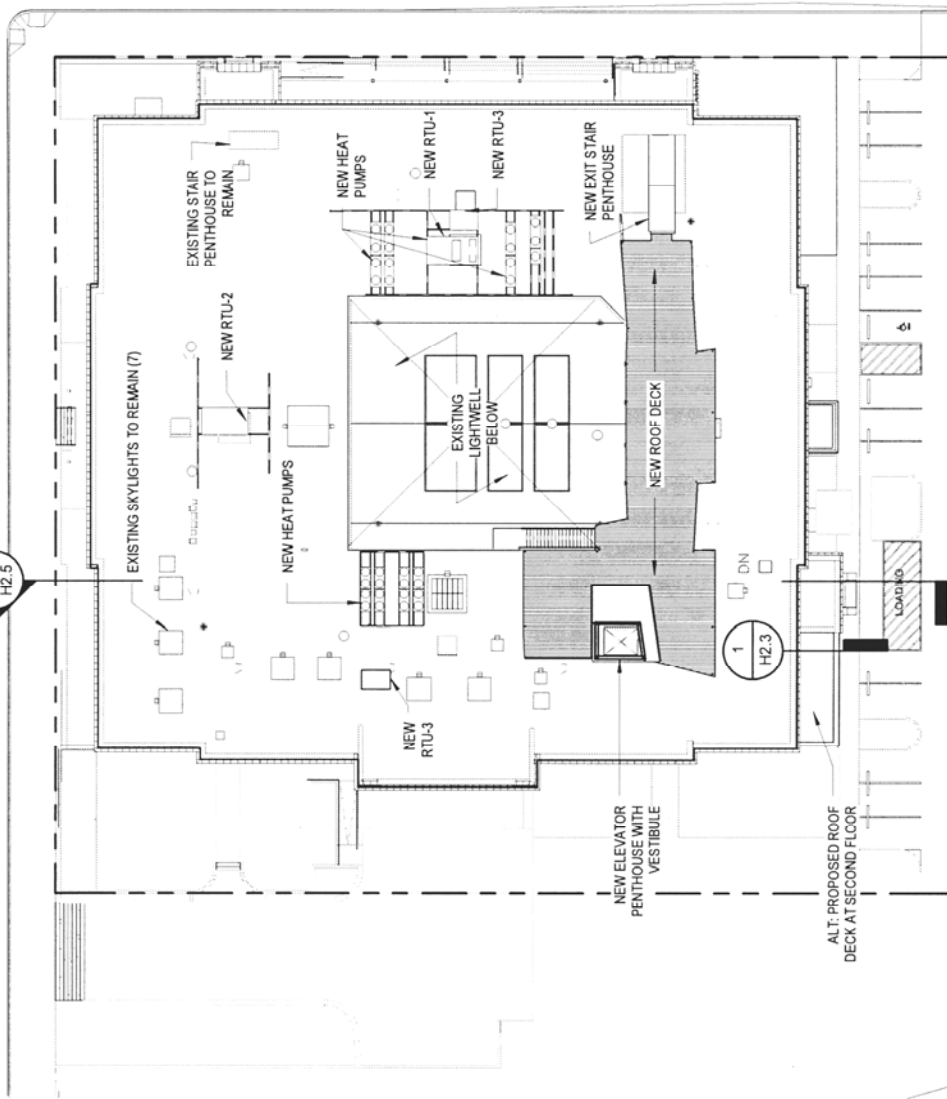 H2.5
EXISTING STAIR
PENTHOUSE TO
REMAIN
NEW HEAT
PUMPS
NEW RTU-1
NEW RTU-3
NEW EXIT STAIR
PENTHOUSE
EXISTING SKYLIGHTS TO REMAIN (7)
NEW RTU-2
NEW HEAT PUMPS
EXISTING
LIGHTWELL
BELOW
NEW ROOF DECK
NEW
RTU-3
DN
1
H2.3
LOADING
NEW ELEVATOR
PENTHOUSE WITH
VESTIBULE
ALT: PROPOSED ROOF
DECK AT SECOND FLOOR